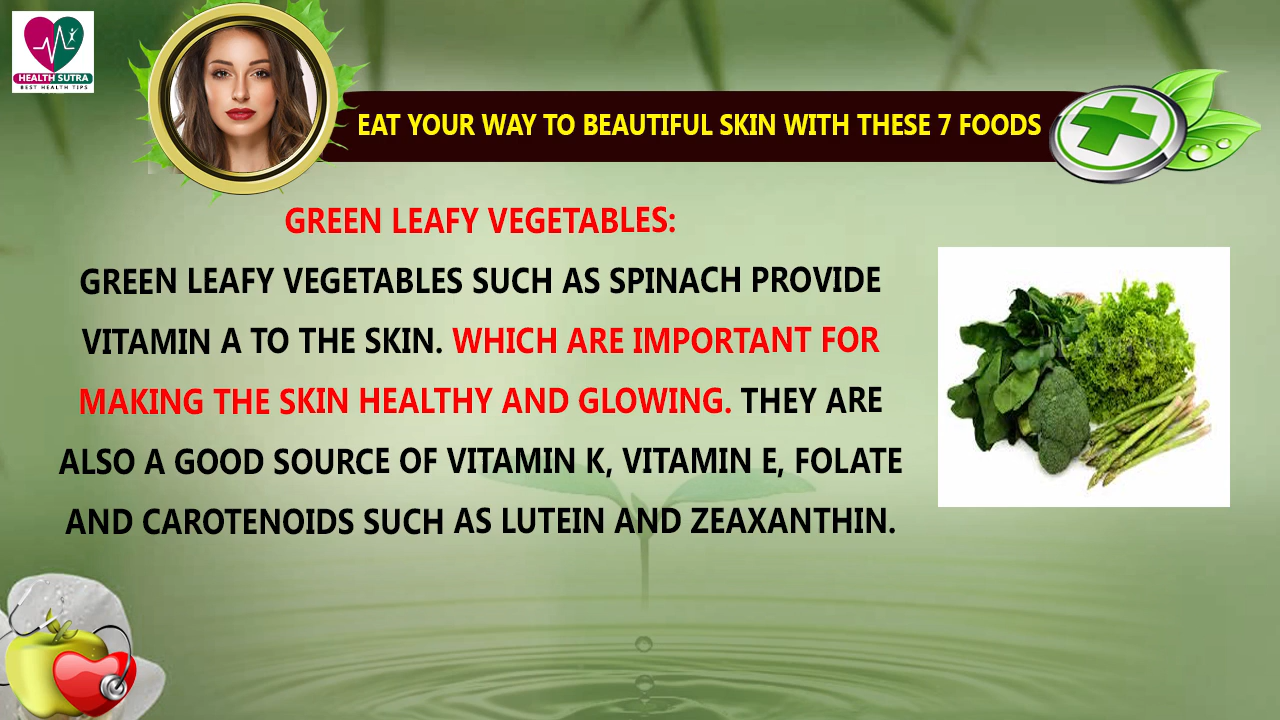 HEALTH SUTRA
BEST HEALTH TIPS
EAT YOUR WAY TO BEAUTIFUL SKIN WITH THESE 7 FOODS
GREEN LEAFY VEGETABLES:
GREEN LEAFY VEGETABLES SUCH AS SPINACH PROVIDE
VITAMIN A TO THE SKIN. WHICH ARE IMPORTANT FOR
MAKING THE SKIN HEALTHY AND GLOWING. THEY ARE
ALSO A GOOD SOURCE OF VITAMIN K, VITAMIN E, FOLATE
AND CAROTENOIDS SUCH AS LUTEIN AND ZEAXANTHIN.